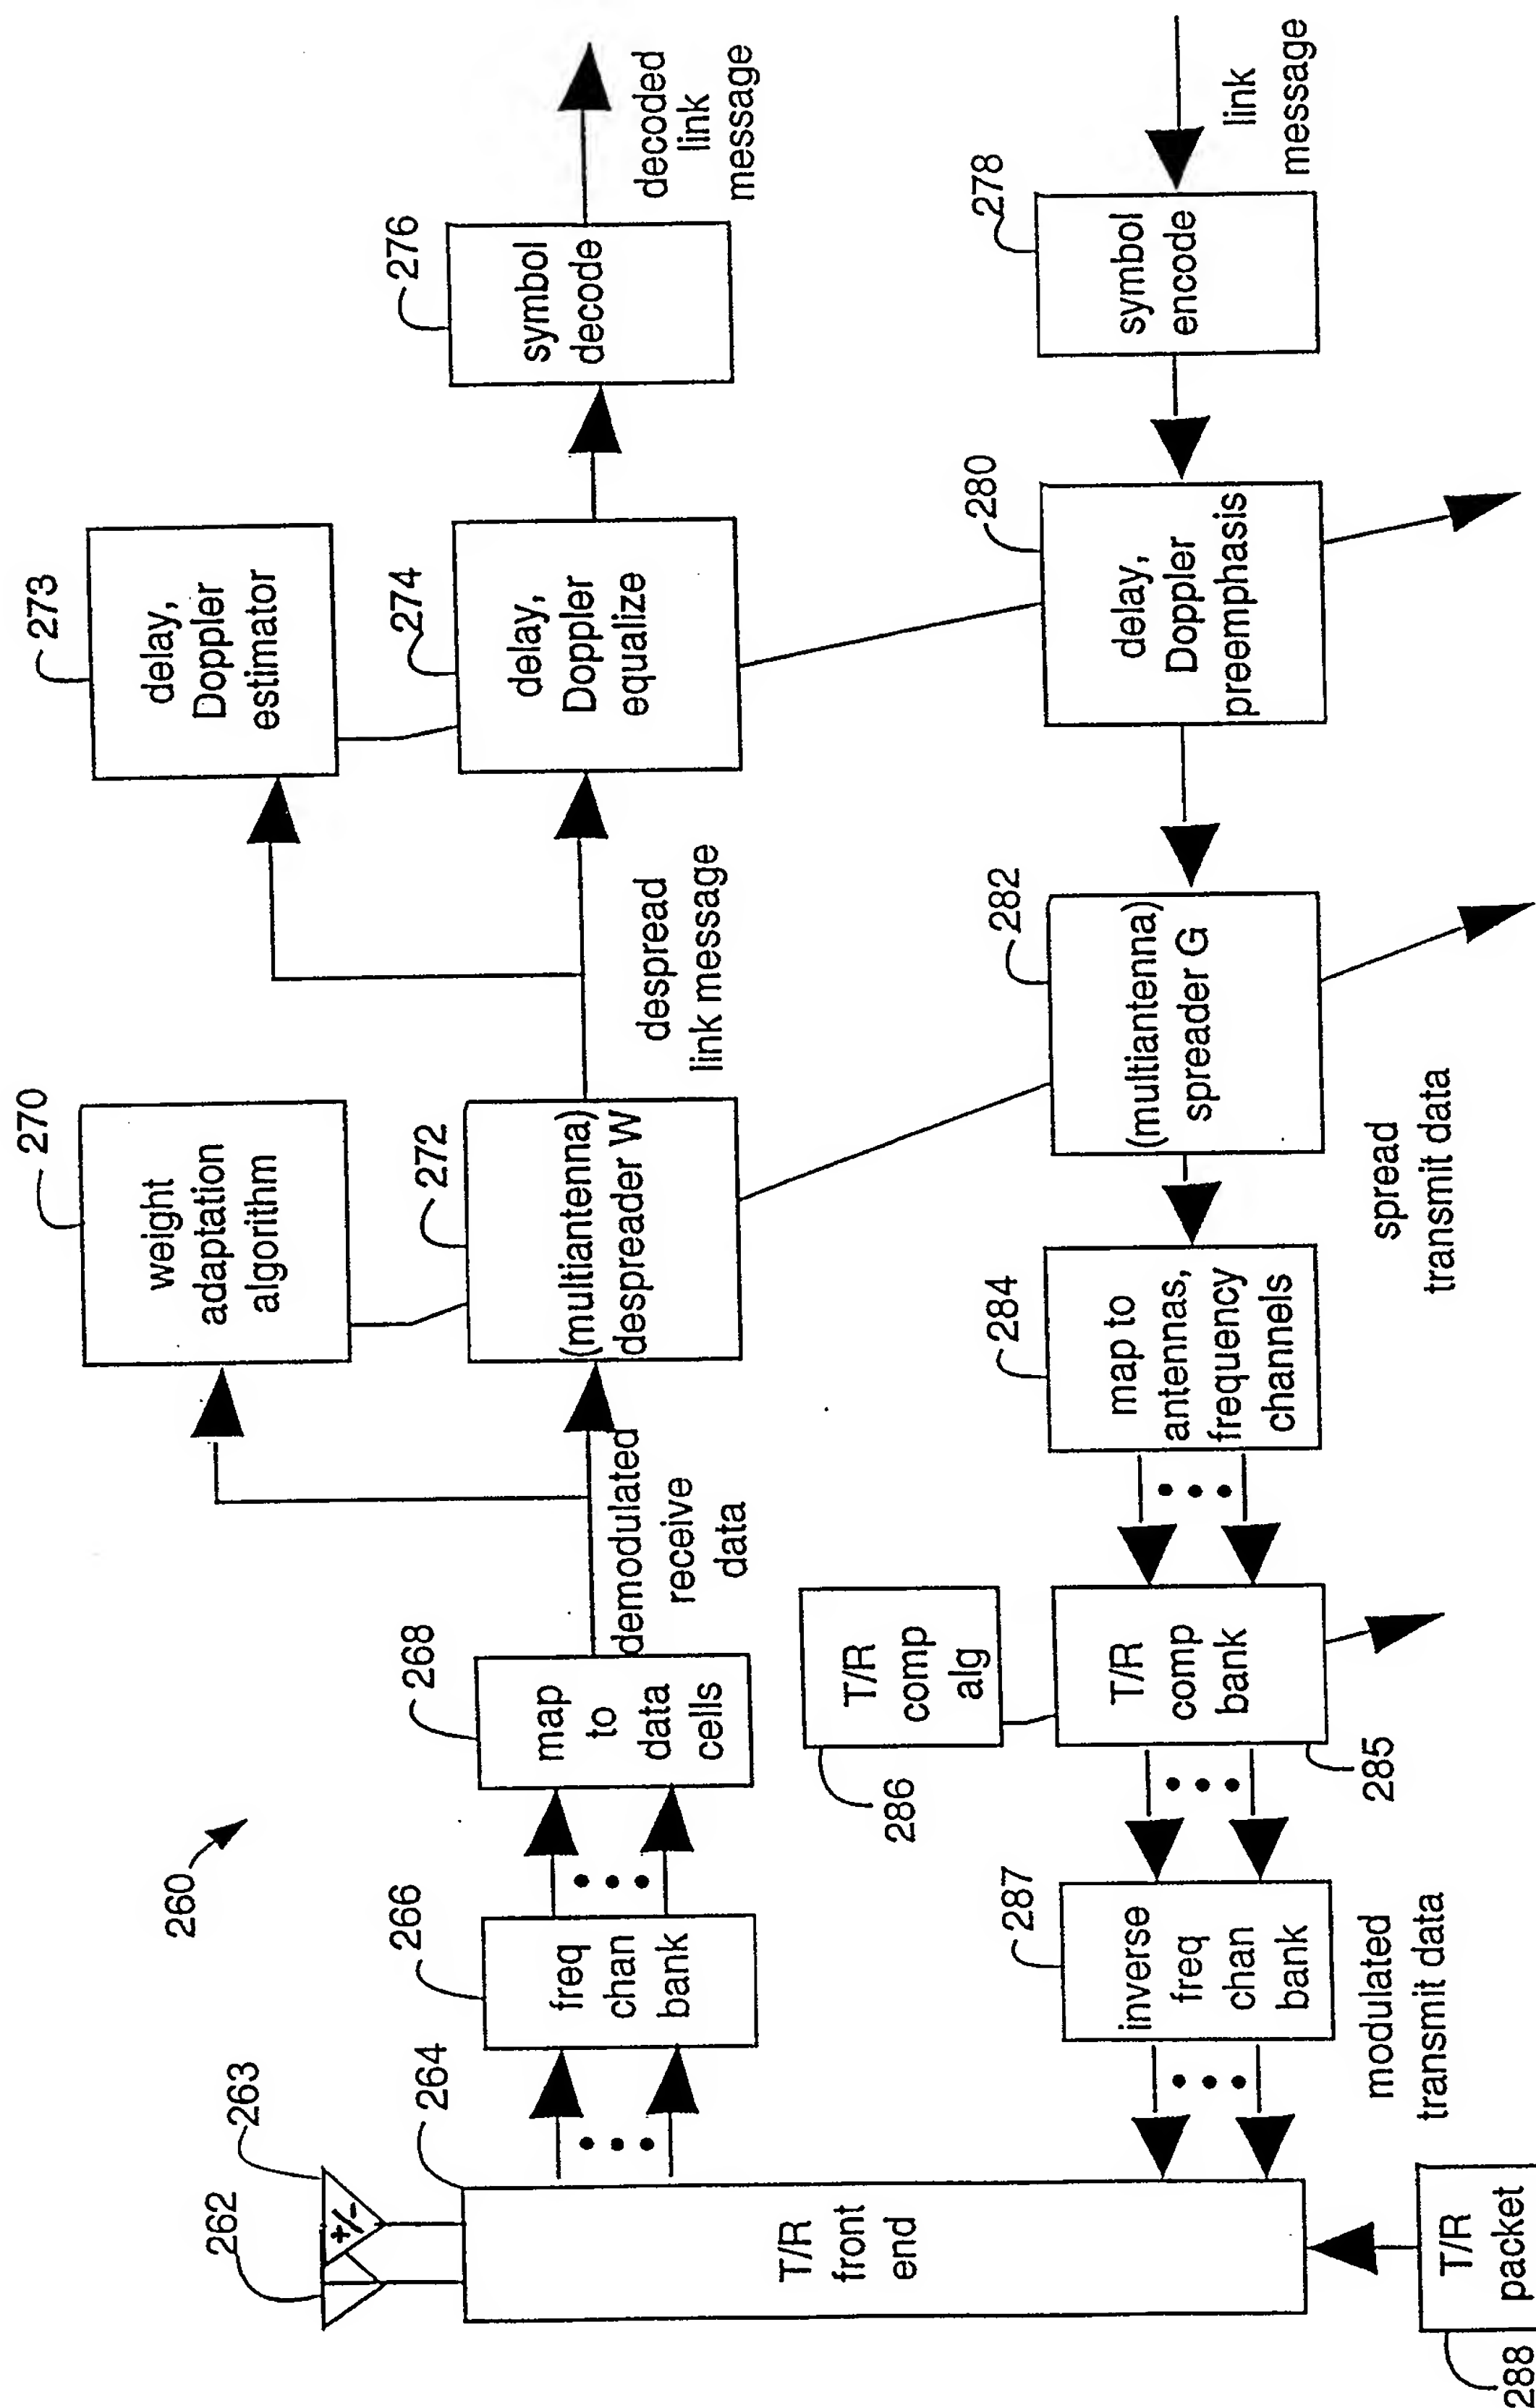 260
262
263
+/-
264
T/R
front
end
266
freq
chan
bank
268
map
to
data
cells
demodulated
receive
data
270
weight
adaptation
algorithm
272
(multiantenna)
despreader W
despread
link message
273
delay,
Doppler
estimator
274
delay,
Doppler
equalize
276
symbol
decode
decoded
link
message
link
message
278
symbol
encode
280
delay,
Doppler
preemphasis
282
(multiantenna)
spreader G
spread
transmit data
284
map to
antennas,
frequency
channels
286
T/R
comp
alg
T/R
comp
bank
285
287
inverse
freq
chan
bank
modulated
transmit data
T/R
packet
288